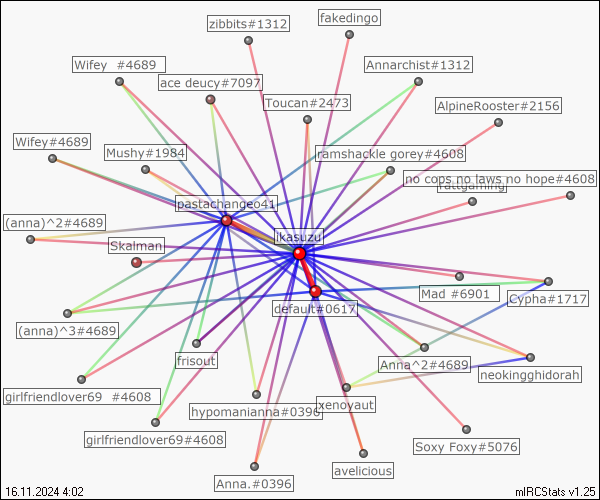 zibbits#1312
fakedingo
Wifey  #4689
Annarchist#1312
ace deucy#7097
Toucan#2473
AlpineRooster#2156
Wifey#4689
Mushy#1984
ramshackle gorey#4608
no cops no laws no hope#4608
pastachangeo41
(anna)^2#4689
ikasuzu
Skalman
Mad #6901
Cypha#1717
default#0617
(anna)^3#4689
frisout
Anna^2#4689
neokingghidorah
girlfriendlover69  #4608
hypomanianna#0396
xenoyaut
girlfriendlover69#4608
Soxy Foxy#5076
avelicious
Anna.#0396
16.11.2024 4:02
mIRCStats v1.25